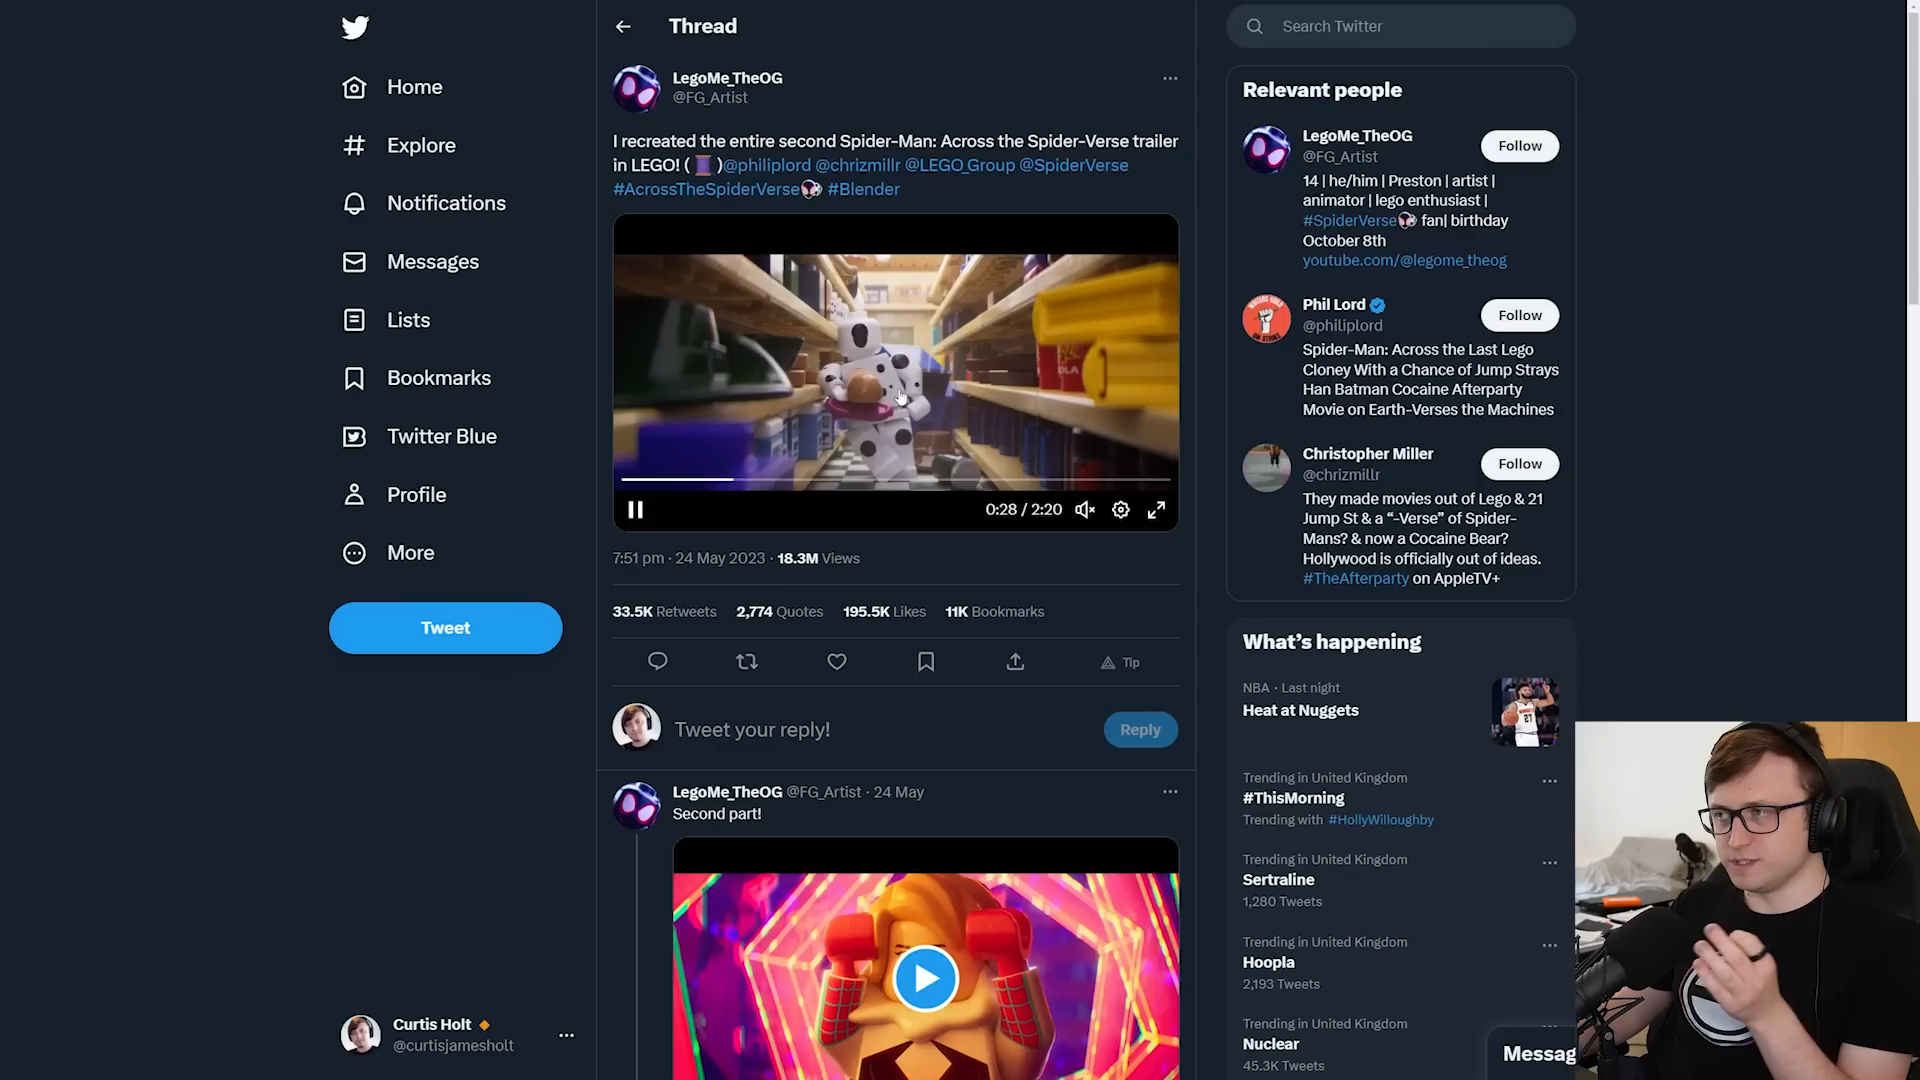 Home
Explore
Notifications
Messages
Lists
Bookmarks
Twitter Blue
Profile
More
Tweet
Curtis Holt
@curtisjamesholt
Thread
LegoMe_TheOG
@FG_Artist
I recreated the entire second Spider-Man: Across the Spider-Verse trailer
in LEGO! ( 🧵 )@philiplord @chrizmillr @LEGO_Group @SpiderVerse
#AcrossTheSpiderVerse #Blender
0:28 / 2:20
7:51 pm · 24 May 2023 · 18.3M Views
33.5K Retweets 2,774 Quotes 195.5K Likes 11K Bookmarks
Tip
Tweet your reply!
Reply
LegoMe_TheOG @FG_Artist · 24 May
Second part!
Search Twitter
Relevant people
LegoMe_TheOG
@FG_Artist
Follow
14 | he/him | Preston | artist |
animator | lego enthusiast |
#SpiderVerse fan| birthday
October 8th
youtube.com/@legome_theog
Phil Lord
@philiplord
Follow
Spider-Man: Across the Last Lego
Cloney With a Chance of Jump Strays
Han Batman Cocaine Afterparty
Movie on Earth-Verses the Machines
Christopher Miller
@chrizmillr
Follow
They made movies out of Lego & 21
Jump St & a “-Verse” of Spider-
Mans? & now a Cocaine Bear?
Hollywood is officially out of ideas.
#TheAfterparty on AppleTV+
What’s happening
NBA · Last night
Heat at Nuggets
Trending in United Kingdom
#ThisMorning
Trending with #HollyWilloughby
Trending in United Kingdom
Sertraline
1,280 Tweets
Trending in United Kingdom
Hoopla
2,193 Tweets
Trending in United Kingdom
Nuclear
45.3K Tweets
Messag